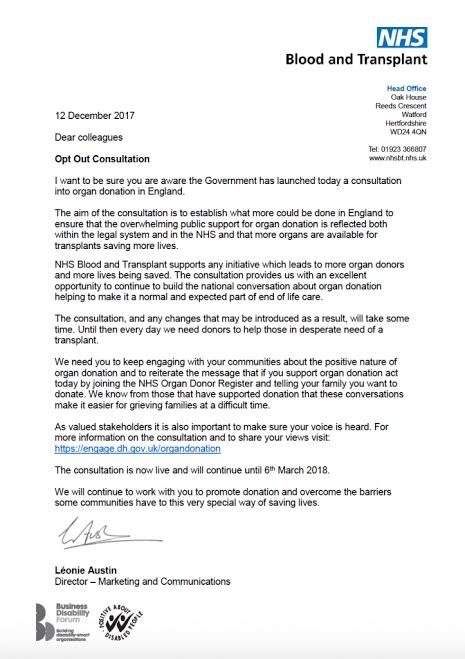 NHS
Blood and Transplant
Head Office
Oak House
Reeds Crescent
Watford
Hertfordshire
WD24 4QN
Tel: 01923 366807
www.nhsbt.nhs.uk
12 December 2017
Dear colleagues
Opt Out Consultation
I want to be sure you are aware the Government has launched today a consultation
into organ donation in England.
The aim of the consultation is to establish what more could be done in England to
ensure that the overwhelming public support for organ donation is reflected both
within the legal system and in the NHS and that more organs are available for
transplants saving more lives.
NHS Blood and Transplant supports any initiative which leads to more organ donors
and more lives being saved. The consultation provides us with an excellent
opportunity to continue to build the national conversation about organ donation
helping to make it a normal and expected part of end of life care.
The consultation, and any changes that may be introduced as a result, will take some
time. Until then every day we need donors to help those in desperate need of a
transplant.
We need you to keep engaging with your communities about the positive nature of
organ donation and to reiterate the message that if you support organ donation act
today by joining the NHS Organ Donor Register and telling your family you want to
donate. We know from those that have supported donation that these conversations
make it easier for grieving families at a difficult time.
As valued stakeholders it is also important to make sure your voice is heard. For
more information on the consultation and to share your views visit:
https://engage.dh.gov.uk/organdonation
The consultation is now live and will continue until 6th March 2018.
We will continue to work with you to promote donation and overcome the barriers
some communities have to this very special way of saving lives.
Léonie Austin
Director – Marketing and Communications
Business
Disability
Forum
Building
disability-smart
organisations
POSITIVE ABOUT
DISABLED PEOPLE